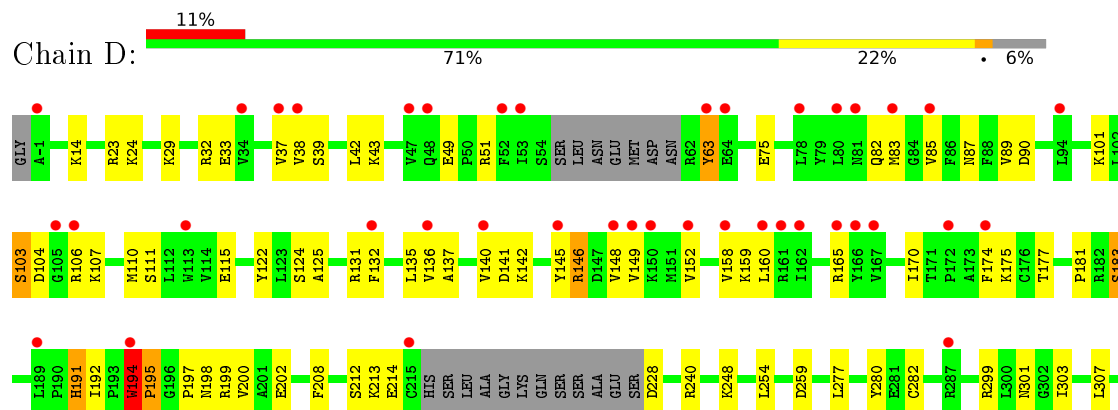 11%
Chain D:
71% 22% • 6%
GLY A-1 K14 R23 K24 K29 R32 E33 V34 V37 V38 S39 L42 K43 V47 Q48 E49 P50 R51 F52 I53 S54 SER LEU ASN GLU MET ASP ASN R62 Y63 E64 E75 L78 Y79 L80 N81 Q82 M83 G84 V85 F86 N87 F88 V89 D90 L94 K101 L102
S103 D104 G105 R106 K107 M110 S111 L112 W113 V114 E115 Y122 L123 S124 A125 R131 F132 L135 V136 A137 V140 D141 K142 Y145 R146 D147 V148 V149 K150 M151 V152 V158 K159 L160 R161 I162 R165 Y166 V167 I170 T171 P172 A173 F174 K175 C176 T177 P181 R182 S183
L189 P190 H191 I192 P193 W194 P195 G196 P197 N198 R199 V200 A201 E202 F208 S212 K213 E214 C215 HIS SER LEU ALA GLY LYS GLN SER SER ALA GLU SER D228 R240 K248 L254 D259 L277 Y280 E281 C282 R287 R299 L300 N301 G302 I303 L307